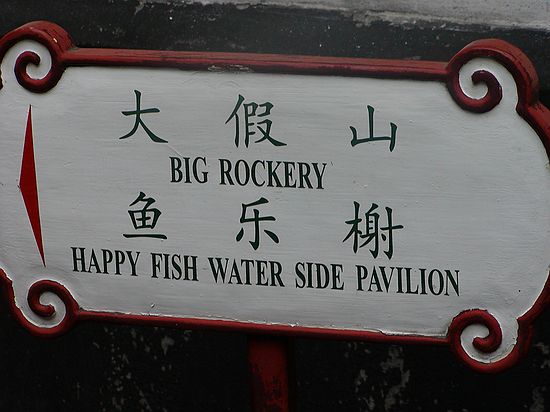 大假山
BIG ROCKERY
鱼乐榭
HAPPY FISH WATER SIDE PAVILION